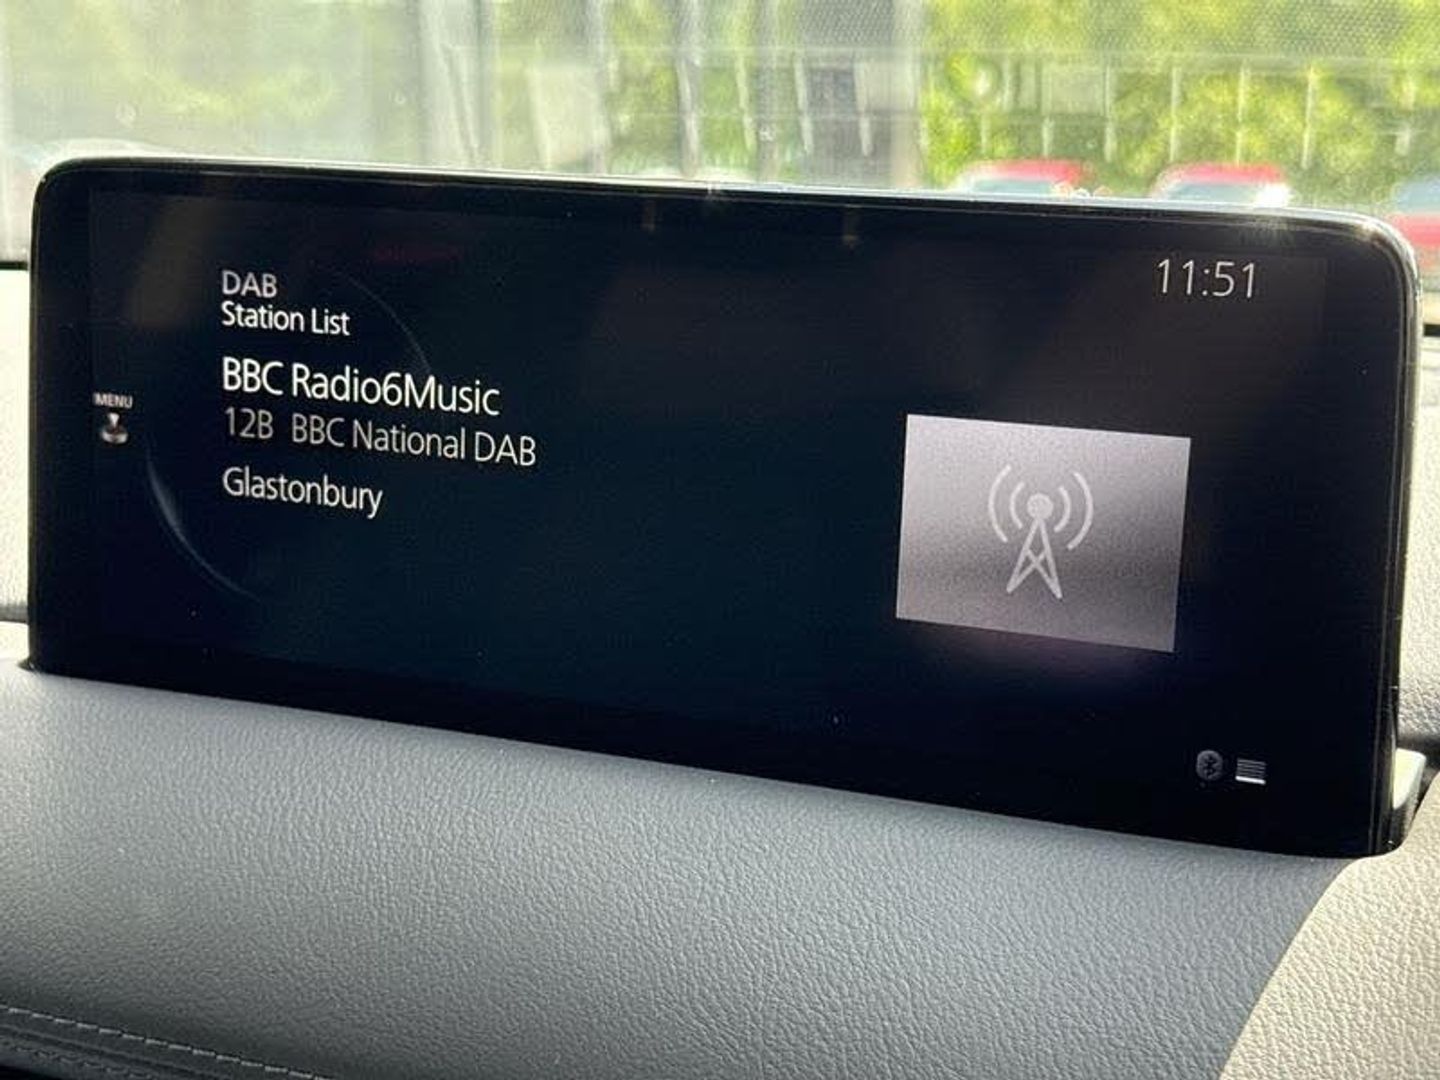 11:51
DAB
Station List
BBC Radio6Music
MENU
12B BBC National DAB
Glastonbury